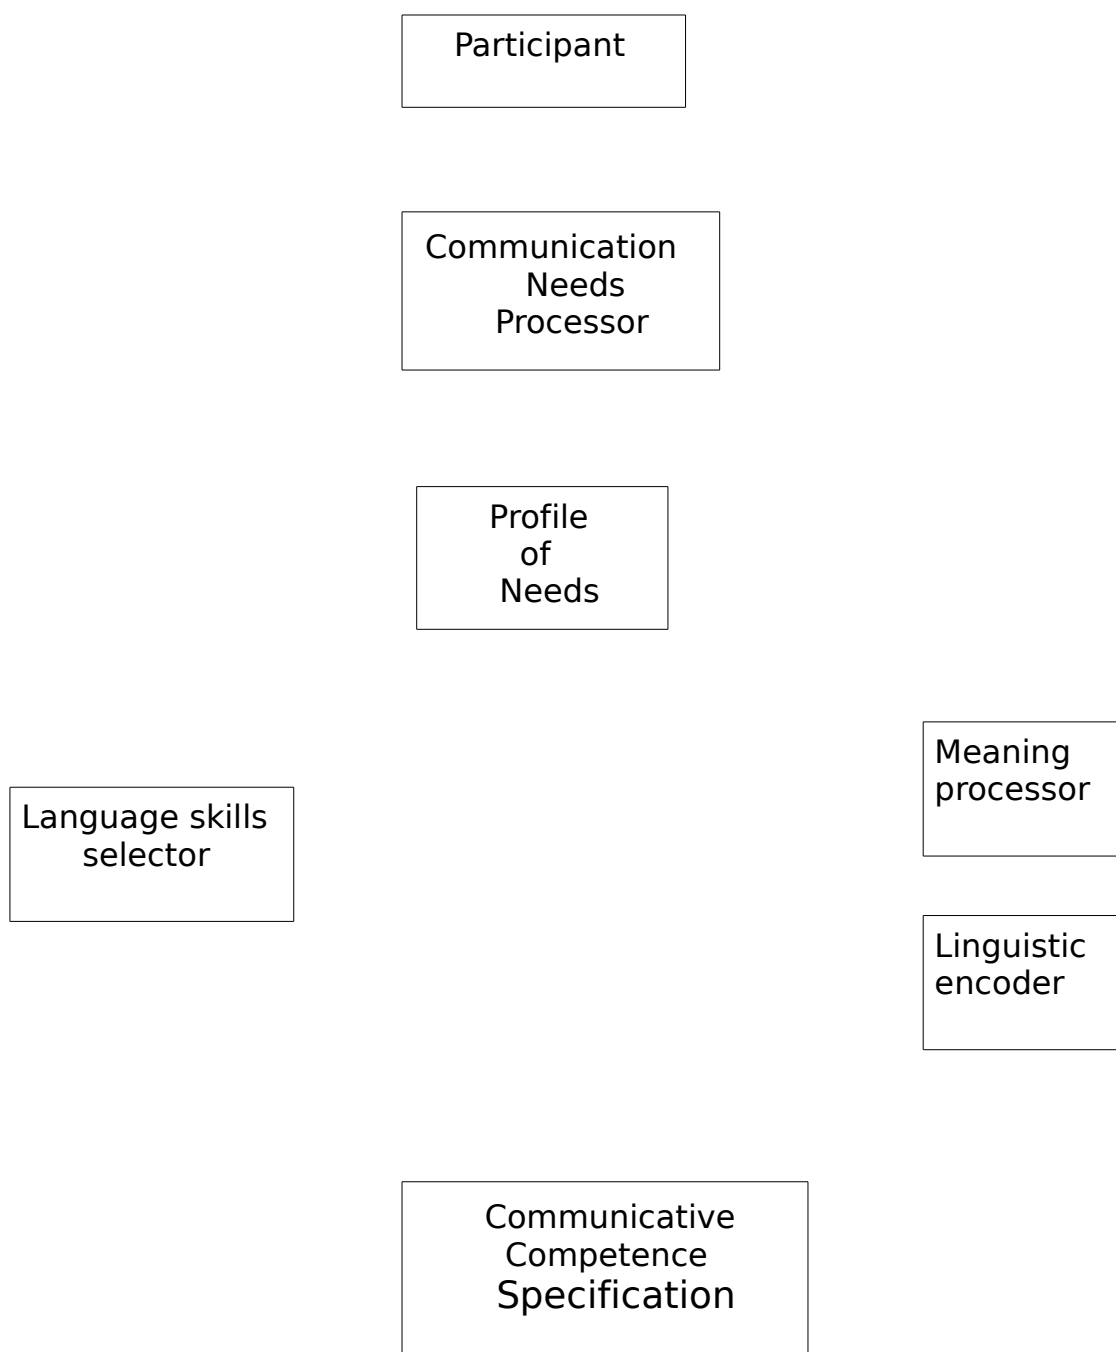 Participant
Communication
Needs
Processor
Profile
of
Needs
Meaning
processor
Language skills
selector
Linguistic
encoder
Communicative
Competence
Specification